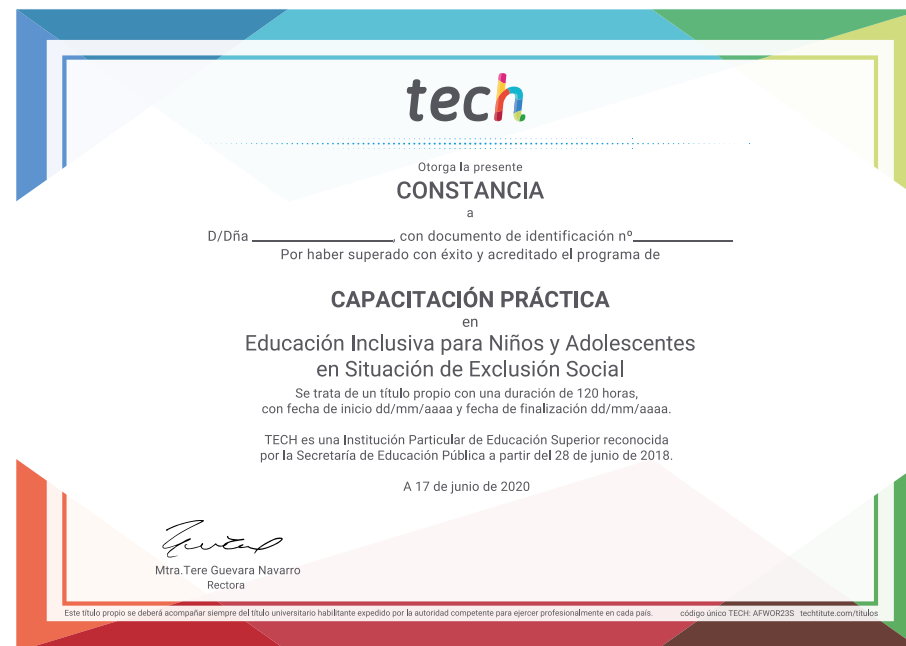 tech
Otorga la presente
CONSTANCIA
a
D/Dña ____________________, con documento de identificación nº______________
Por haber superado con éxito y acreditado el programa de
CAPACITACIÓN PRÁCTICA
en
Educación Inclusiva para Niños y Adolescentes
en Situación de Exclusión Social
Se trata de un título propio con una duración de 120 horas,
con fecha de inicio dd/mm/aaaa y fecha de finalización dd/mm/aaaa.
TECH es una Institución Particular de Educación Superior reconocida
por la Secretaría de Educación Pública a partir del 28 de junio de 2018.
A 17 de junio de 2020
Mtra.Tere Guevara Navarro
Rectora
Este título propio se deberá acompañar siempre del título universitario habilitante expedido por la autoridad competente para ejercer profesionalmente en cada país. código único TECH: AFWOR23S techtitute.com/titulos